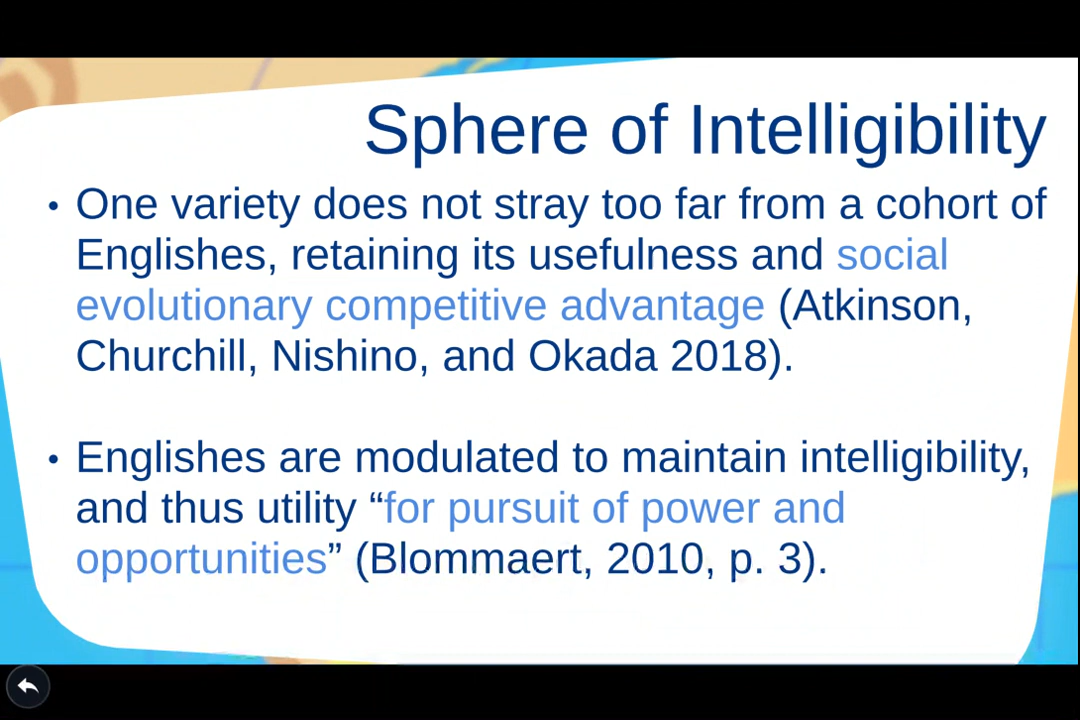 Sphere of Intelligibility
• One variety does not stray too far from a cohort of
Englishes, retaining its usefulness and social
evolutionary competitive advantage (Atkinson,
Churchill, Nishino, and Okada 2018).
• Englishes are modulated to maintain intelligibility,
and thus utility “for pursuit of power and
opportunities” (Blommaert, 2010, p. 3).